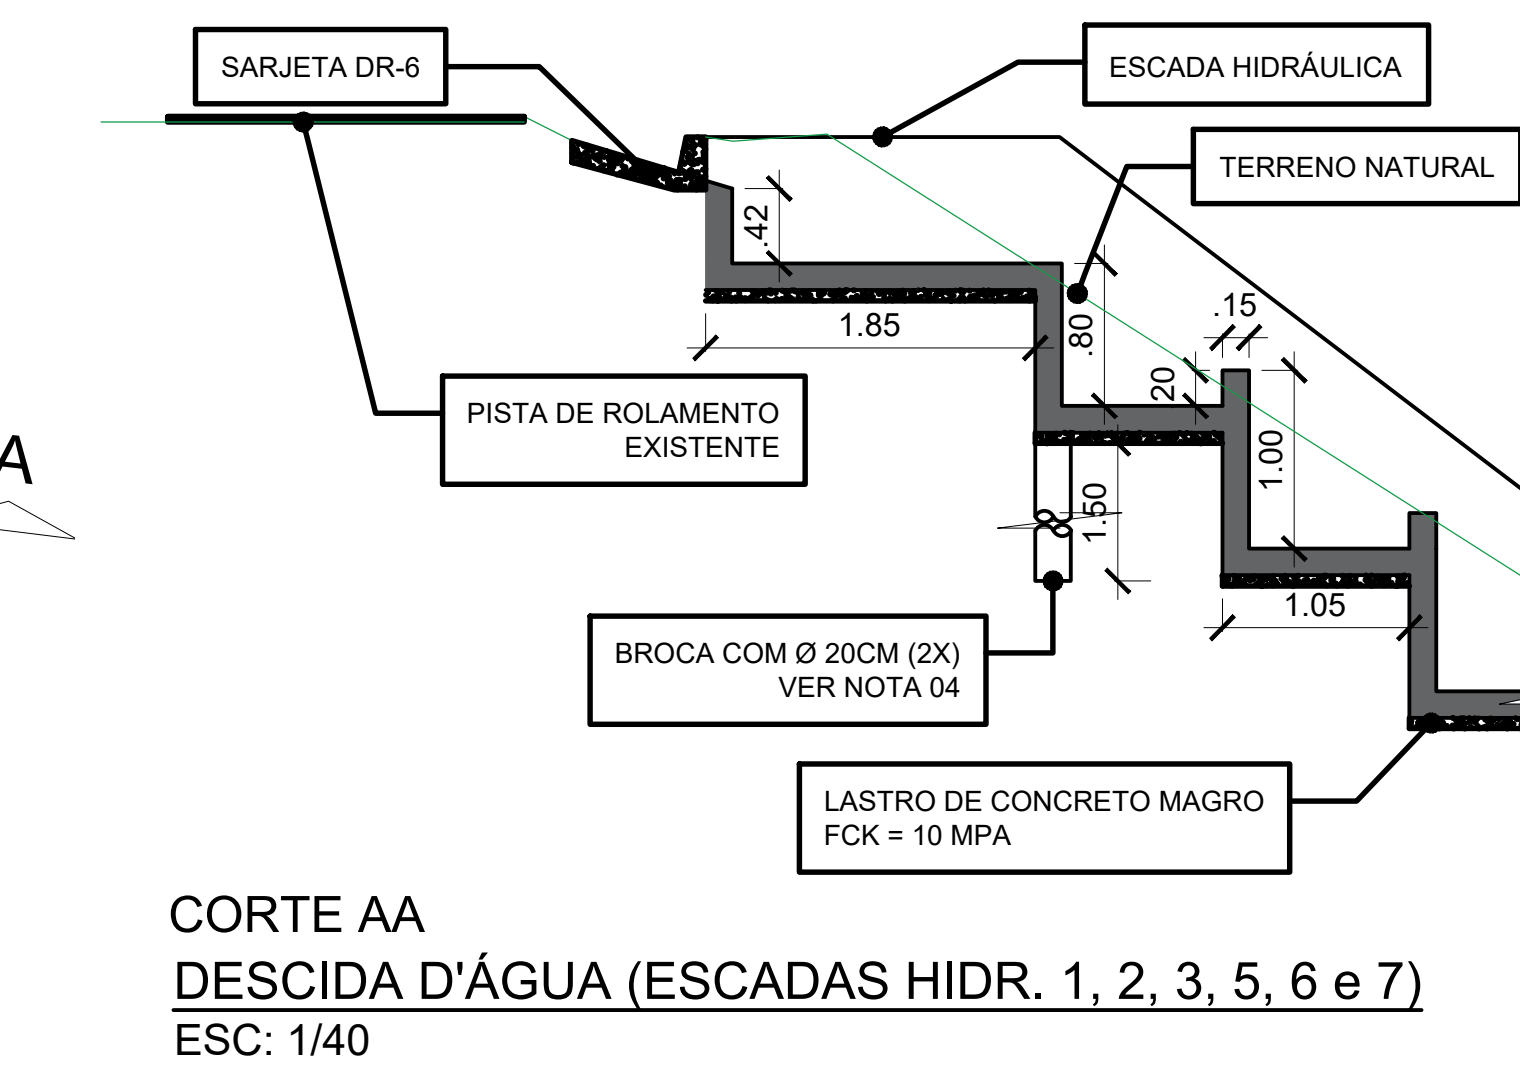 SARJETA DR-6
ESCADA HIDRÁULICA
TERRENO NATURAL
.42
1.85
.80
.15
20
1.00
PISTA DE ROLAMENTO
EXISTENTE
A
1.50
1.05
BROCA COM Ø 20CM (2X)
VER NOTA 04
LASTRO DE CONCRETO MAGRO
FCK = 10 MPA
CORTE AA
DESCIDA D'ÁGUA (ESCADAS HIDR. 1, 2, 3, 5, 6 e 7)
ESC: 1/40